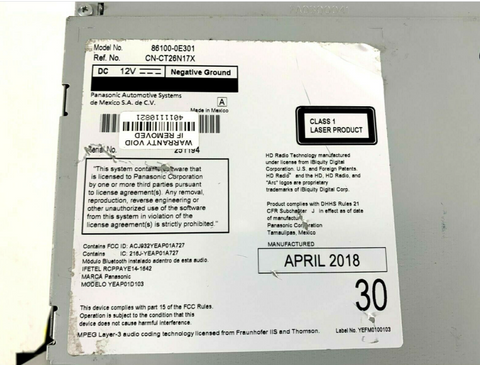 Model No. 86100-0E301
Ref. No. CN-CT26N17X
DC 12V Negative Ground
Panasonic Automotive Systems
de Mexico S.A. de C.V.
A
Made in Mexico
4011110821
WARRANTY VOID
IF REMOVED
Serial No.
CLASS 1
LASER PRODUCT
"This system contains software
licensed to Panasonic Corporation
by one or more third parties pursuant
to license agreement(s). Any removal,
reproduction, reverse engineering or
other unauthorized use of the software
from this system in violation of the
license agreement(s) is strictly prohibited."
HD Radio Technology manufactured
under license from iBiquity Digital
Corporation. U.S. and Foreign Patents.
HD Radio™ and the HD, HD Radio, and
"Arc" logos are proprietary
trademarks of iBiquity Digital Corp.
Product complies with DHHS Rules 21
CFR Subchapter J in effect as of date
of manufacture
Panasonic Corporation
Tamaulipas, Mexico
MANUFACTURED
APRIL 2018
30
Contains FCC ID: ACJ932YEAP01A727
Contains IC: 216J-YEAP01A727
Módulo Bluetooth instalado adentro de esta audio.
IFETEL RCPPAYE14-1842
MARCA Panasonic
MODELO YEAP01D103
This device complies with part 15 of the FCC Rules.
Operation is subject to the condition that this
device does not cause harmful interference
MPEG Layer-3 audio coding technology licensed from Fraunhofer IIS and Thomson.
Label No. YEFM0100103